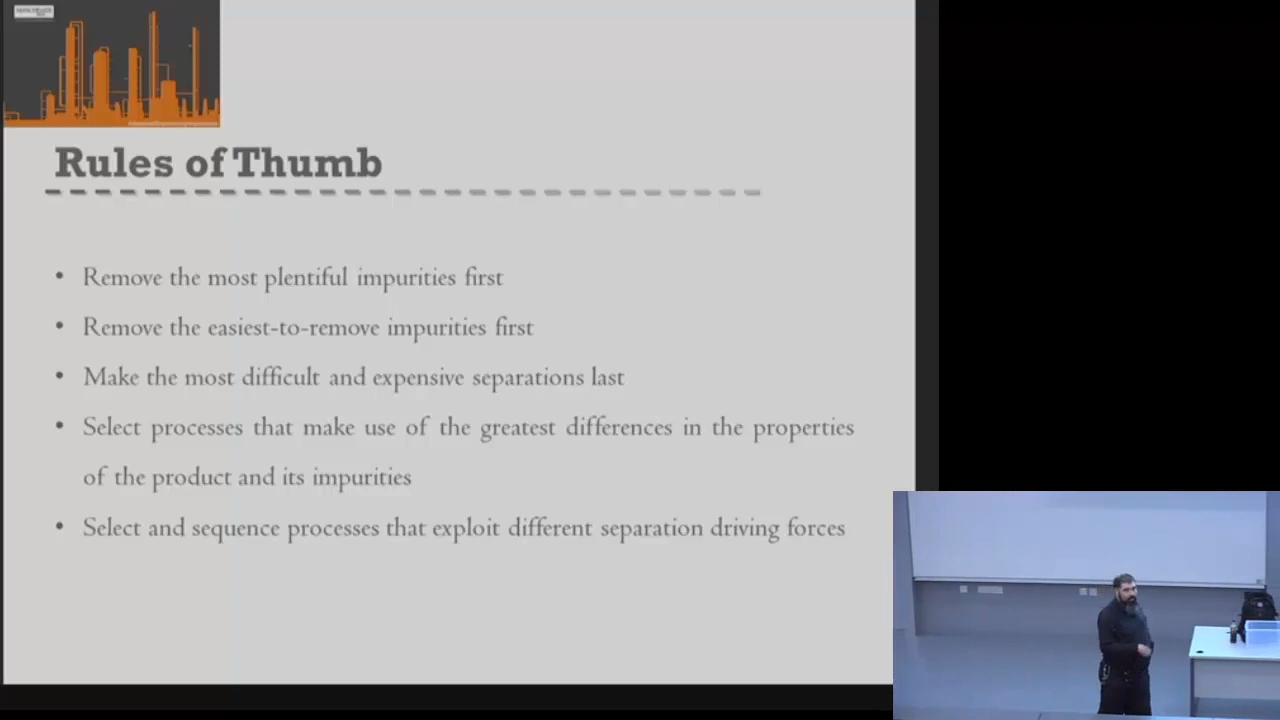 Rules of Thumb
• Remove the most plentiful impurities first
• Remove the easiest-to-remove impurities first
• Make the most difficult and expensive separations last
• Select processes that make use of the greatest differences in the properties
of the product and its impurities
• Select and sequence processes that exploit different separation driving forces